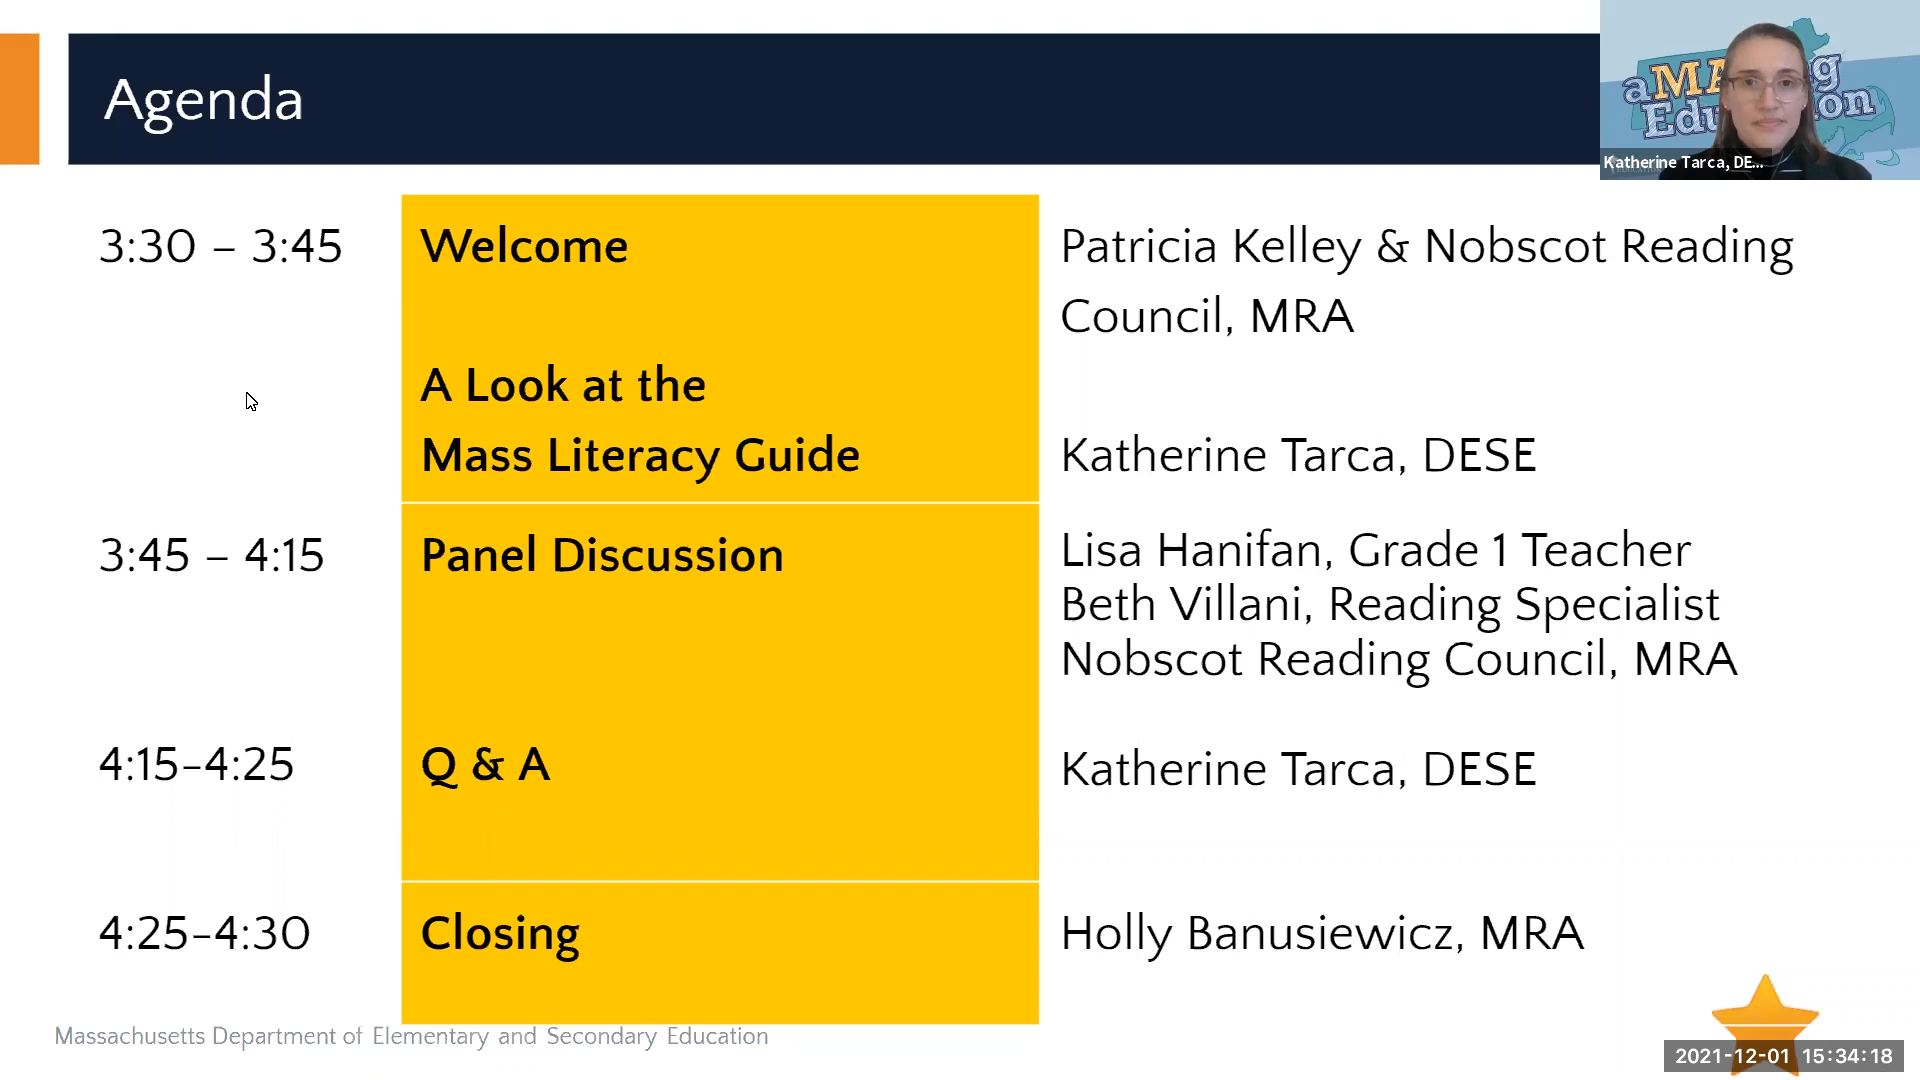 Agenda
aMA g
Edu ion
Katherine Tarca, DE...
3:30 – 3:45
Welcome
Patricia Kelley & Nobscot Reading
Council, MRA
A Look at the
Mass Literacy Guide
Katherine Tarca, DESE
3:45 – 4:15
Panel Discussion
Lisa Hanifan, Grade 1 Teacher
Beth Villani, Reading Specialist
Nobscot Reading Council, MRA
4:15-4:25
Q & A
Katherine Tarca, DESE
4:25-4:30
Closing
Holly Banusiewicz, MRA
Massachusetts Department of Elementary and Secondary Education
2021-12-01 15:34:18